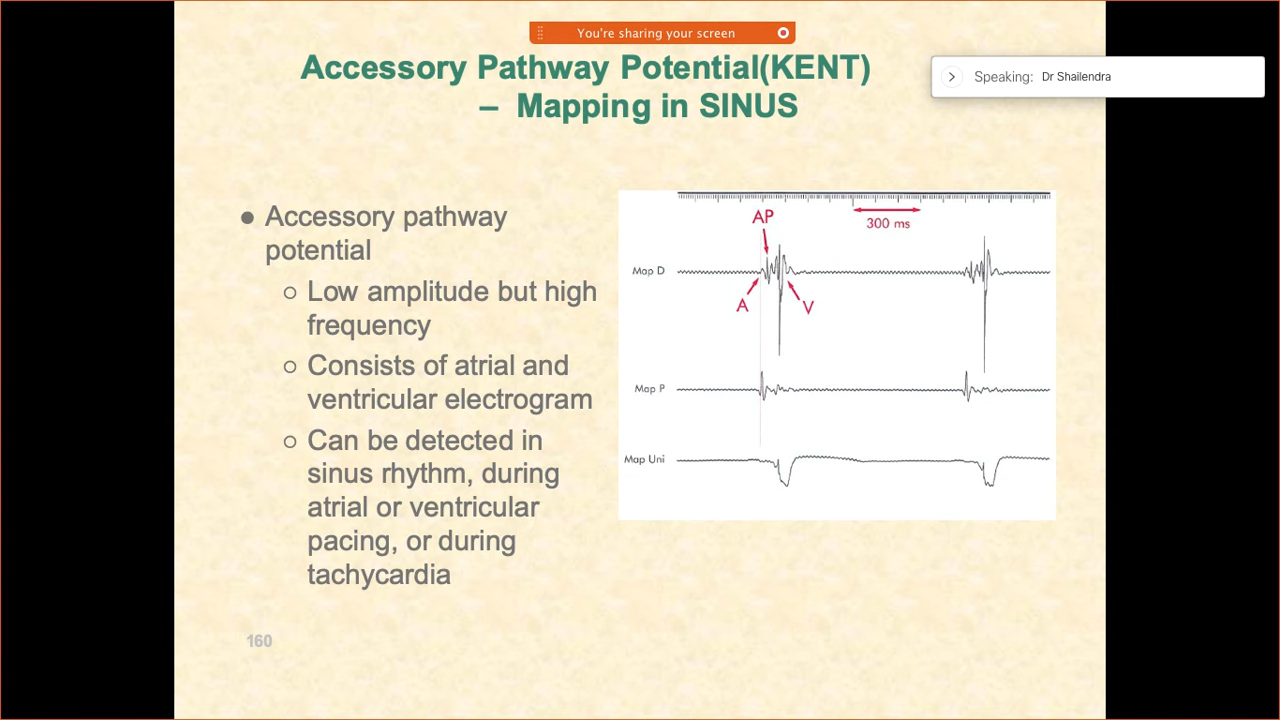 You're sharing your screen
Accessory Pathway Potential(KENT)
– Mapping in SINUS
Speaking: Dr Shailendra
● Accessory pathway
potential
○ Low amplitude but high
frequency
○ Consists of atrial and
ventricular electrogram
○ Can be detected in
sinus rhythm, during
atrial or ventricular
pacing, or during
tachycardia
AP
300 ms
Map D
A
V
Map P
Map Uni
160